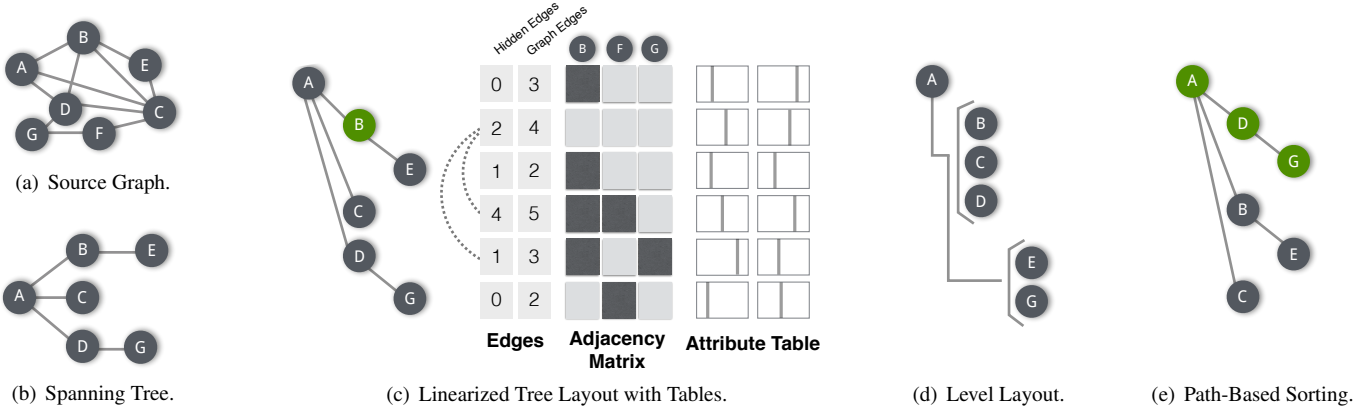 A
B
E
D
C
G
F
(a) Source Graph.
B
E
A
C
D
G
(b) Spanning Tree.
Hidden Edges
Graph Edges
B F G
A
B
E
C
D
G
0 3
2 4
1 2
4 5
1 3
0 2
Edges
Adjacency
Matrix
Attribute Table
(c) Linearized Tree Layout with Tables.
A
B
C
D
E
G
(d) Level Layout.
A
D
G
B
E
C
(e) Path-Based Sorting.